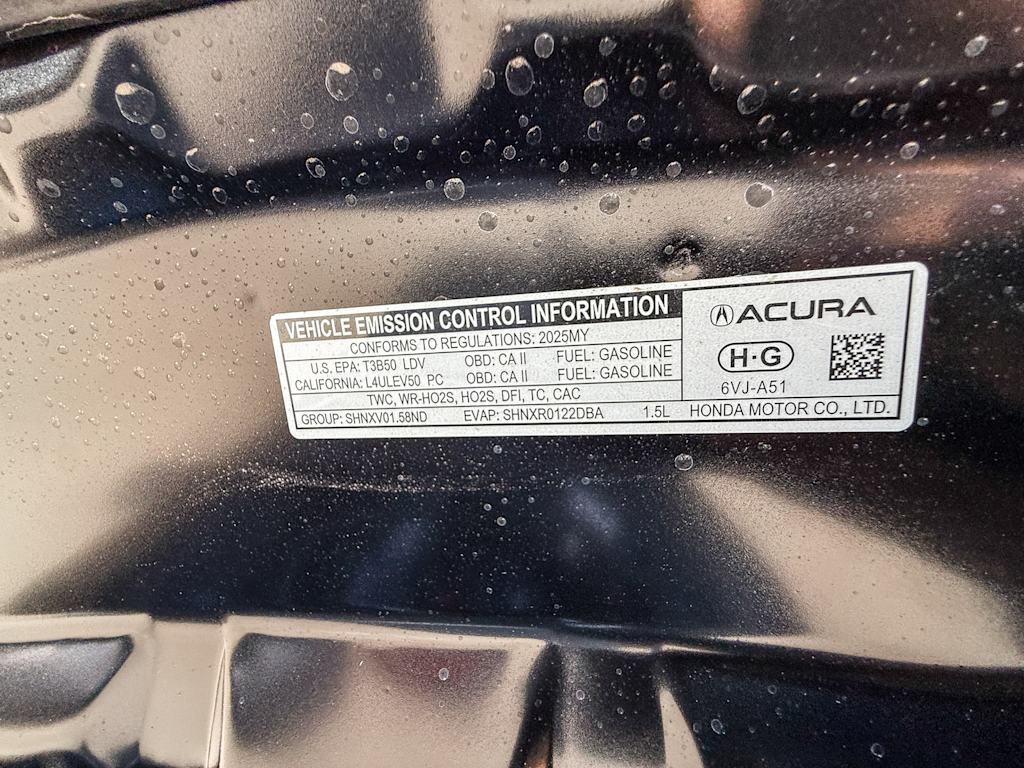 VEHICLE EMISSION CONTROL INFORMATION
CONFORMS TO REGULATIONS: 2025MY
U.S. EPA: T3B50 LDV OBD: CA II FUEL: GASOLINE
CALIFORNIA: L4ULEV50 PC OBD: CA II FUEL: GASOLINE
TWC, WR-HO2S, HO2S, DFI, TC, CAC
GROUP: SHNXV01.58ND EVAP: SHNXR0122DBA 1.5L
ACURA
H·G
6VJ-A51
HONDA MOTOR CO., LTD.